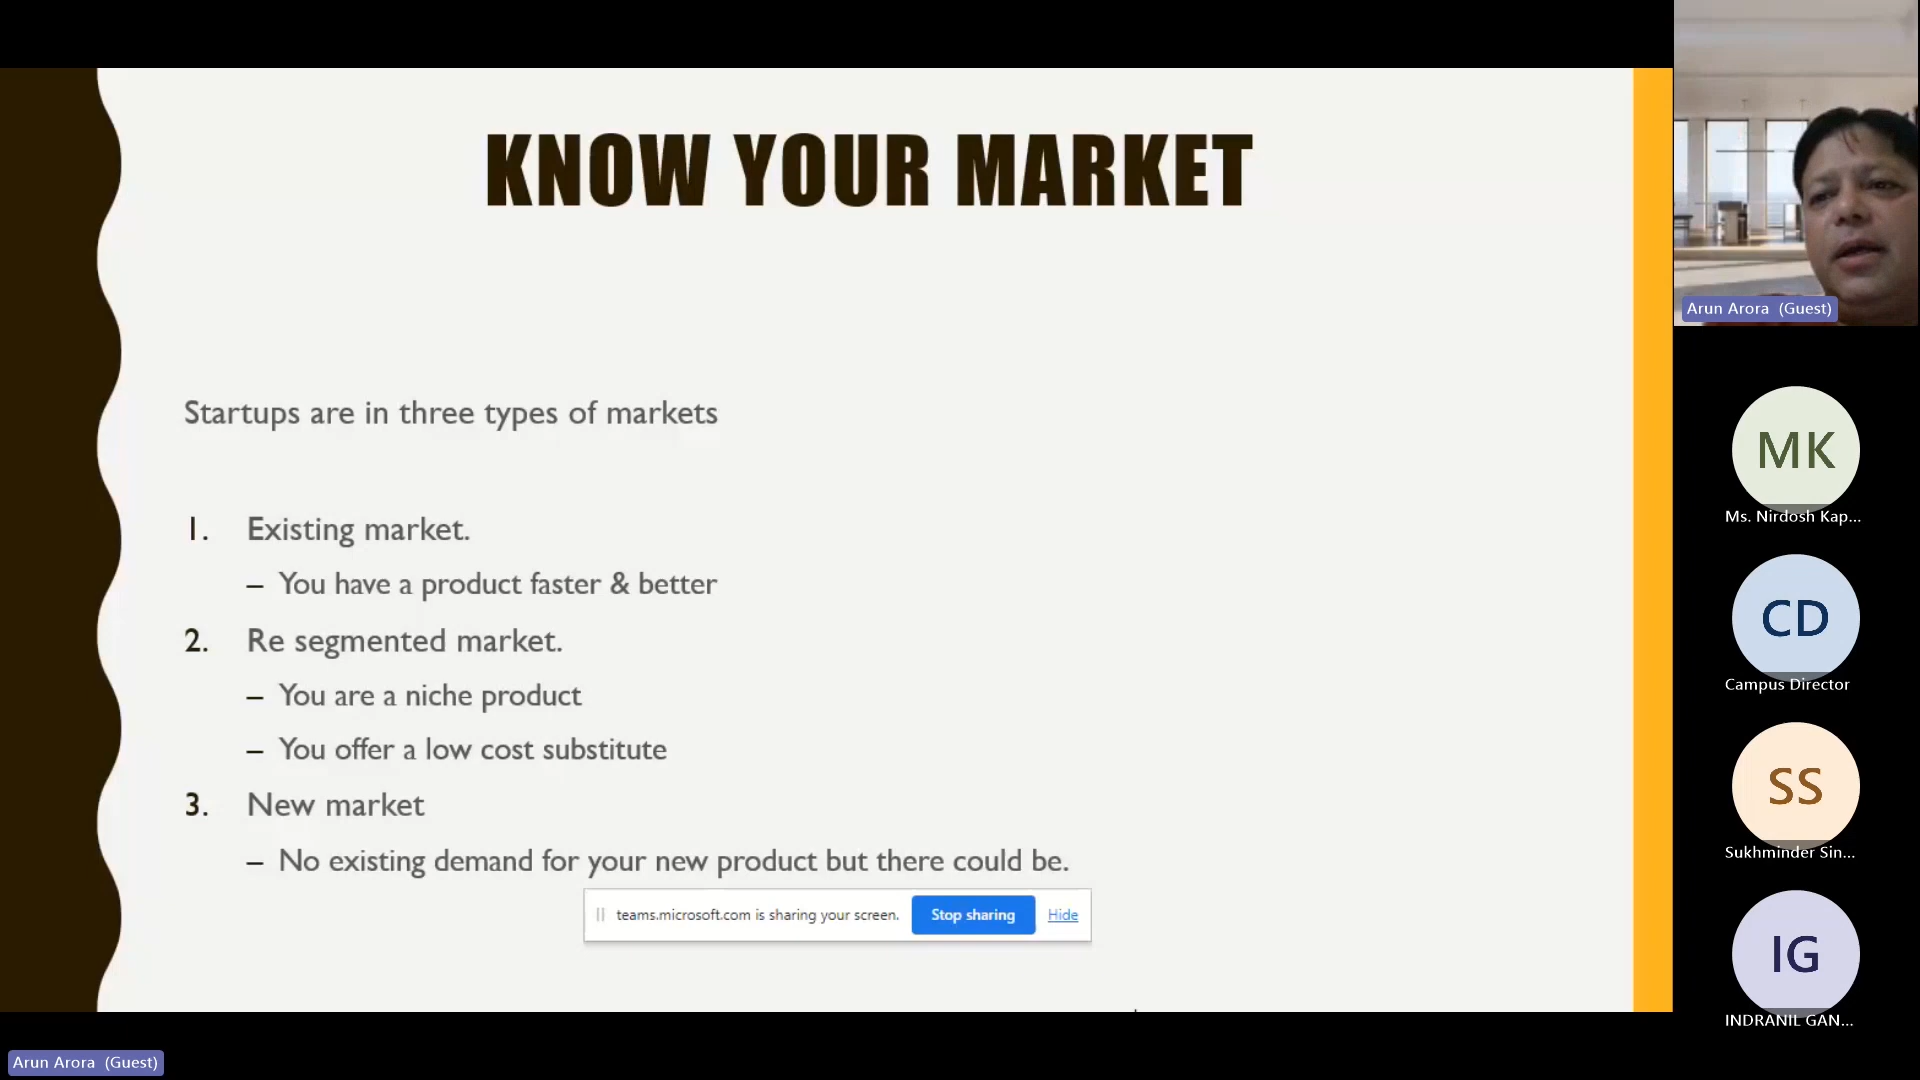 KNOW YOUR MARKET
Startups are in three types of markets
1. Existing market.
– You have a product faster & better
2. Re segmented market.
– You are a niche product
– You offer a low cost substitute
3. New market
– No existing demand for your new product but there could be.
teams.microsoft.com is sharing your screen. Stop sharing Hide
Arun Arora (Guest)
MK
Ms. Nirdosh Kap...
CD
Campus Director
SS
Sukhminder Sin...
IG
INDRANIL GAN...
Arun Arora (Guest)